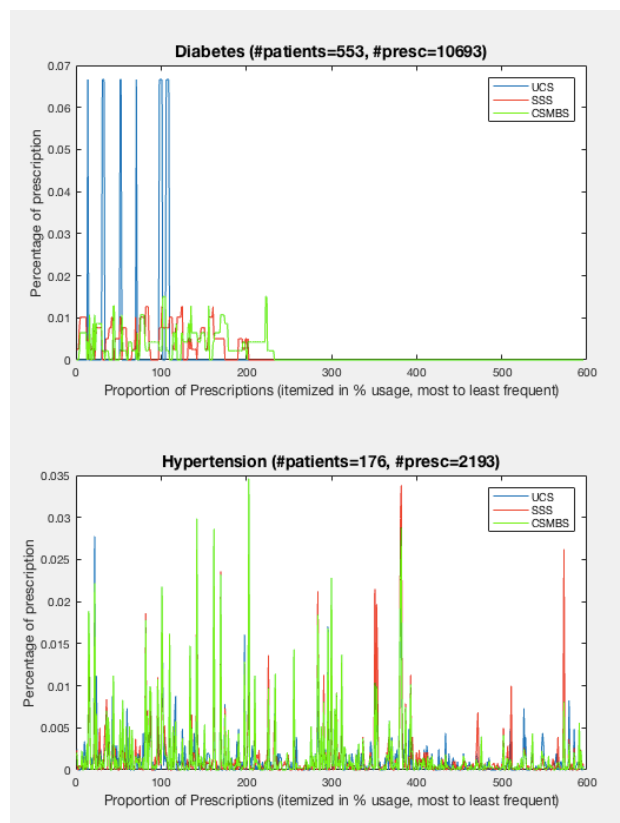 Diabetes (#patients=553, #presc=10693)
0.07
0.06
0.05
0.04
0.03
0.02
0.01
0
Percentage of prescription
UCS
SSS
CSMBS
0 100 200 300 400 500 600
Proportion of Prescriptions (itemized in % usage, most to least frequent)
Hypertension (#patients=176, #presc=2193)
0.035
0.03
0.025
0.02
0.015
0.01
0.005
0
Percentage of prescription
UCS
SSS
CSMBS
0 100 200 300 400 500 600
Proportion of Prescriptions (itemized in % usage, most to least frequent)